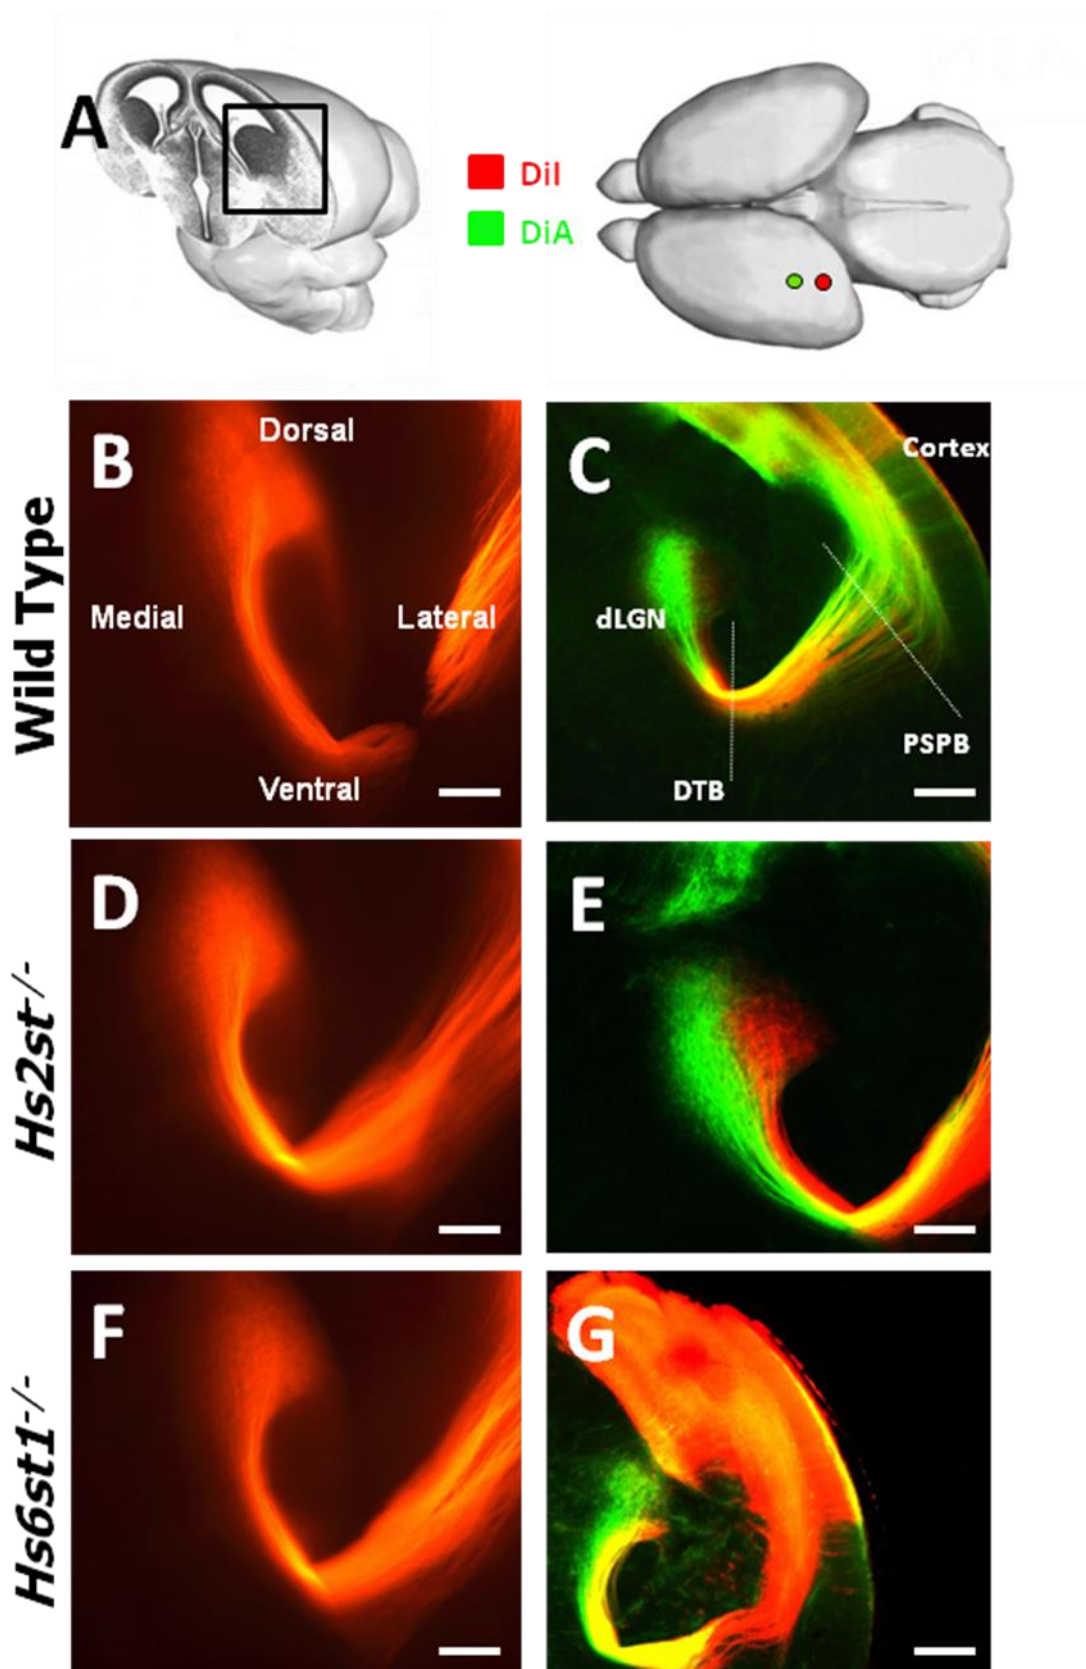 A
DiI
DiA
B
Dorsal
Medial
Lateral
Ventral
C
Cortex
dLGN
DTB
PSPB
Wild Type
D
E
Hs2st-/-
F
G
Hs6st1-/-